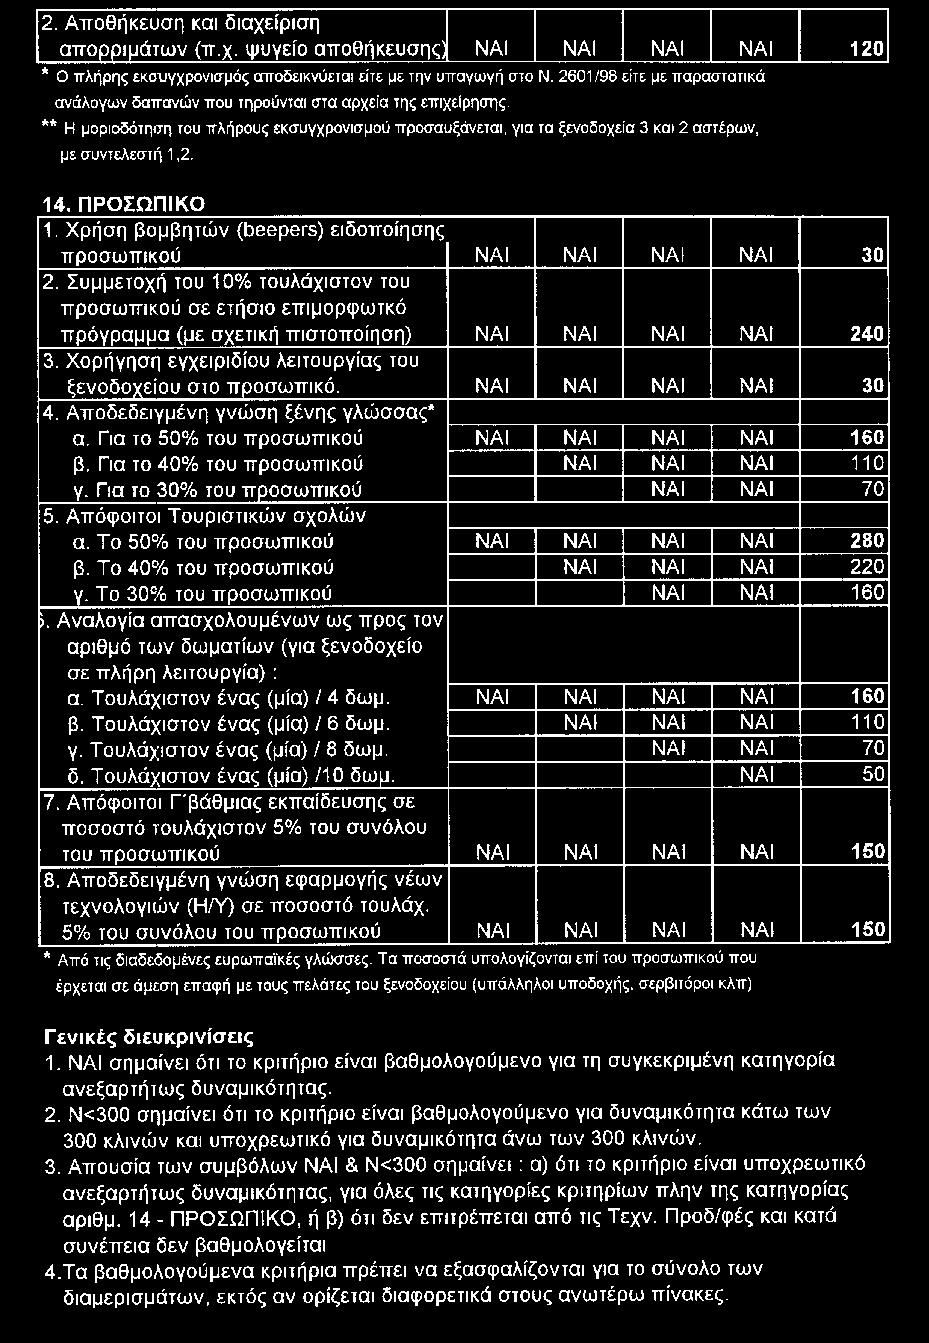 2. Αποθήκευση και διαχείριση
απορριμάτων (π.χ. ψυγείο αποθήκευσης) ΝΑΙ ΝΑΙ ΝΑΙ ΝΑΙ 120
* Ο πλήρης εκσυγχρονισμός αποδεικνύεται είτε με την υπαγωγή στο Ν. 2601/98 είτε με παραστατικά
ανάλογων δαπανών που τηρούνται στα αρχεία της επιχείρησης.
** Η μοριοδότηση του πλήρους εκσυγχρονισμού προσαυξάνεται, για τα ξενοδοχεία 3 και 2 αστέρων,
με συντελεστή 1,2.
14. ΠΡΟΣΩΠΙΚΟ
1. Χρήση βομβητών (beepers) ειδοποίησης
προσωπικού ΝΑΙ ΝΑΙ ΝΑΙ ΝΑΙ 30
2. Συμμετοχή του 10% τουλάχιστον του
προσωπικού σε ετήσιο επιμορφωτκό
πρόγραμμα (με σχετική πιστοποίηση) ΝΑΙ ΝΑΙ ΝΑΙ ΝΑΙ 240
3. Χορήγηση εγχειριδίου λειτουργίας του
ξενοδοχείου στο προσωπικό. ΝΑΙ ΝΑΙ ΝΑΙ ΝΑΙ 30
4. Αποδεδειγμένη γνώση ξένης γλώσσας*
α. Για το 50% του προσωπικού ΝΑΙ ΝΑΙ ΝΑΙ ΝΑΙ 160
β. Για το 40% του προσωπικού ΝΑΙ ΝΑΙ ΝΑΙ 110
γ. Για το 30% του προσωπικού ΝΑΙ ΝΑΙ 70
5. Απόφοιτοι Τουριστικών σχολών
α. Το 50% του προσωπικού ΝΑΙ ΝΑΙ ΝΑΙ ΝΑΙ 280
β. Το 40% του προσωπικού ΝΑΙ ΝΑΙ ΝΑΙ 220
γ. Το 30% του προσωπικού ΝΑΙ ΝΑΙ 160
. Αναλογία απασχολουμένων ως προς τον
αριθμό των δωματίων (για ξενοδοχείο
σε πλήρη λειτουργία) :
α. Τουλάχιστον ένας (μία) / 4 δωμ. ΝΑΙ ΝΑΙ ΝΑΙ ΝΑΙ 160
β. Τουλάχιστον ένας (μία) / 6 δωμ. ΝΑΙ ΝΑΙ ΝΑΙ 110
γ. Τουλάχιστον ένας (μία) / 8 δωμ. ΝΑΙ ΝΑΙ 70
δ. Τουλάχιστον ένας (μία) /10 δωμ. ΝΑΙ 50
7. Απόφοιτοι Γ'βάθμιας εκπαίδευσης σε
ποσοστό τουλάχιστον 5% του συνόλου
του προσωπικού ΝΑΙ ΝΑΙ ΝΑΙ ΝΑΙ 150
8. Αποδεδειγμένη γνώση εφαρμογής νέων
τεχνολογιών (Η/Υ) σε ποσοστό τουλάχ.
5% του συνόλου του προσωπικού ΝΑΙ ΝΑΙ ΝΑΙ ΝΑΙ 150
* Από τις διαδεδομένες ευρωπαϊκές γλώσσες. Τα ποσοστά υπολογίζονται επί του προσωπικού που
έρχεται σε άμεση επαφή με τους πελάτες του ξενοδοχείου (υπάλληλοι υποδοχής, σερβιτόροι κλπ)
Γενικές διευκρινίσεις
1. ΝΑΙ σημαίνει ότι το κριτήριο είναι βαθμολογούμενο για τη συγκεκριμένη κατηγορία
ανεξαρτήτως δυναμικότητας.
2. Ν<300 σημαίνει ότι το κριτήριο είναι βαθμολογούμενο για δυναμικότητα κάτω των
300 κλινών και υποχρεωτικό για δυναμικότητα άνω των 300 κλινών.
3. Απουσία των συμβόλων ΝΑΙ & Ν<300 σημαίνει : α) ότι το κριτήριο είναι υποχρεωτικό
ανεξαρτήτως δυναμικότητας, για όλες τις κατηγορίες κριτηρίων πλην της κατηγορίας
αριθμ. 14 - ΠΡΟΣΩΠΙΚΟ, ή β) ότι δεν επιτρέπεται από τις Τεχν. Προδ/φές και κατά
συνέπεια δεν βαθμολογείται
4.Τα βαθμολογούμενα κριτήρια πρέπει να εξασφαλίζονται για το σύνολο των
διαμερισμάτων, εκτός αν ορίζεται διαφορετικά στους ανωτέρω πίνακες.